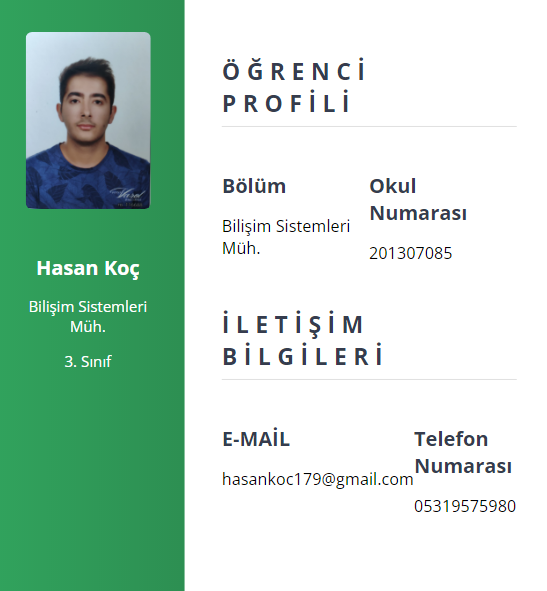 Hasan Koç
Bilişim Sistemleri
Müh.
3. Sınıf
ÖĞRENCİ
PROFİLİ
Bölüm
Bilişim Sistemleri
Müh.
Okul
Numarası
201307085
İLETİŞİM
BİLGİLERİ
E-MAİL
hasankoc179@gmail.com
Telefon
Numarası
05319575980